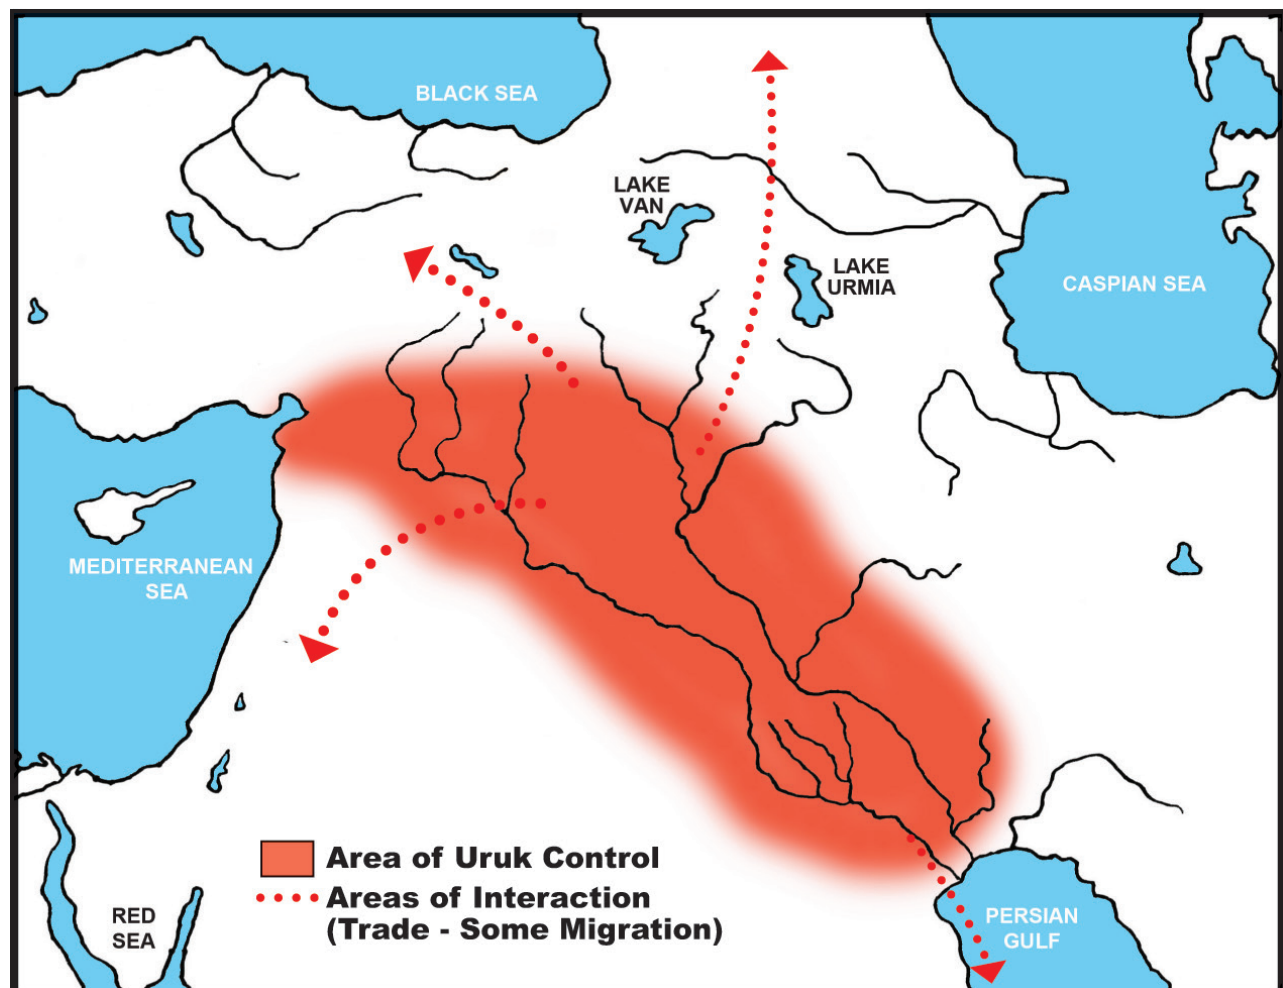 BLACK SEA
LAKE
VAN
LAKE
URMIA
CASPIAN SEA
MEDITERRANEAN
SEA
Area of Uruk Control
Areas of Interaction
(Trade - Some Migration)
RED
SEA
PERSIAN
GULF